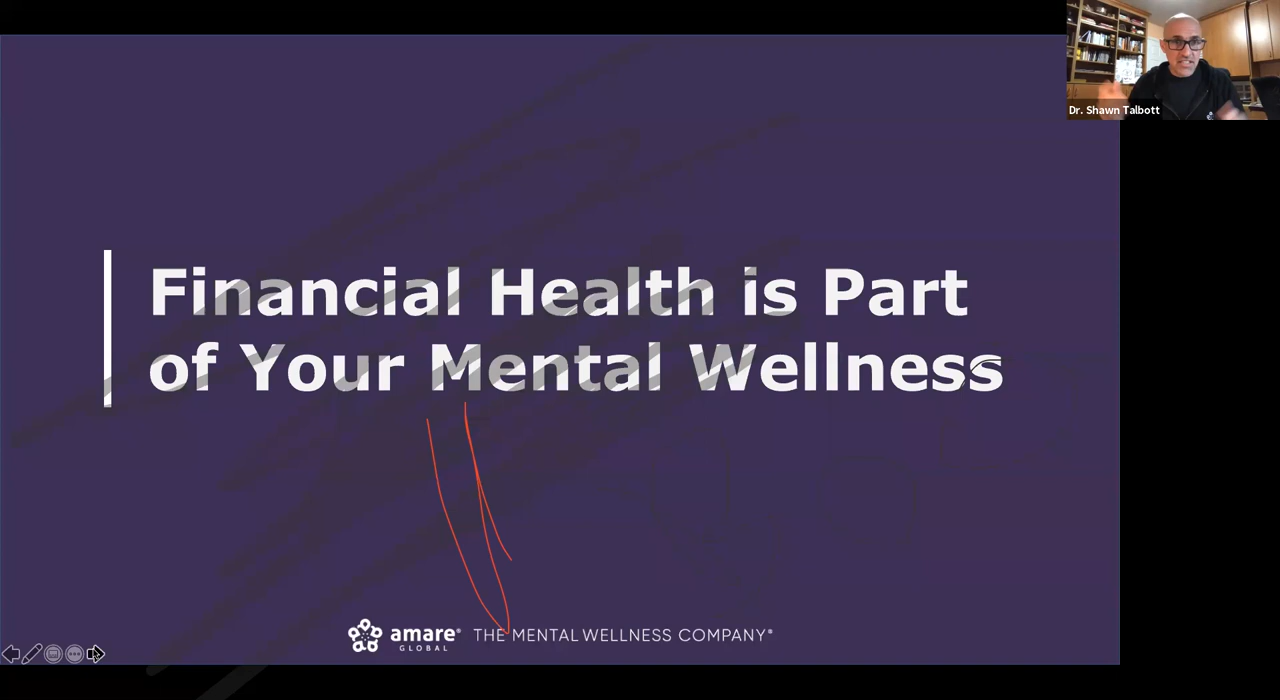 Dr. Shawn Talbott
Financial Health is Part
of Your Mental Wellness
amare® THE MENTAL WELLNESS COMPANY®
GLOBAL